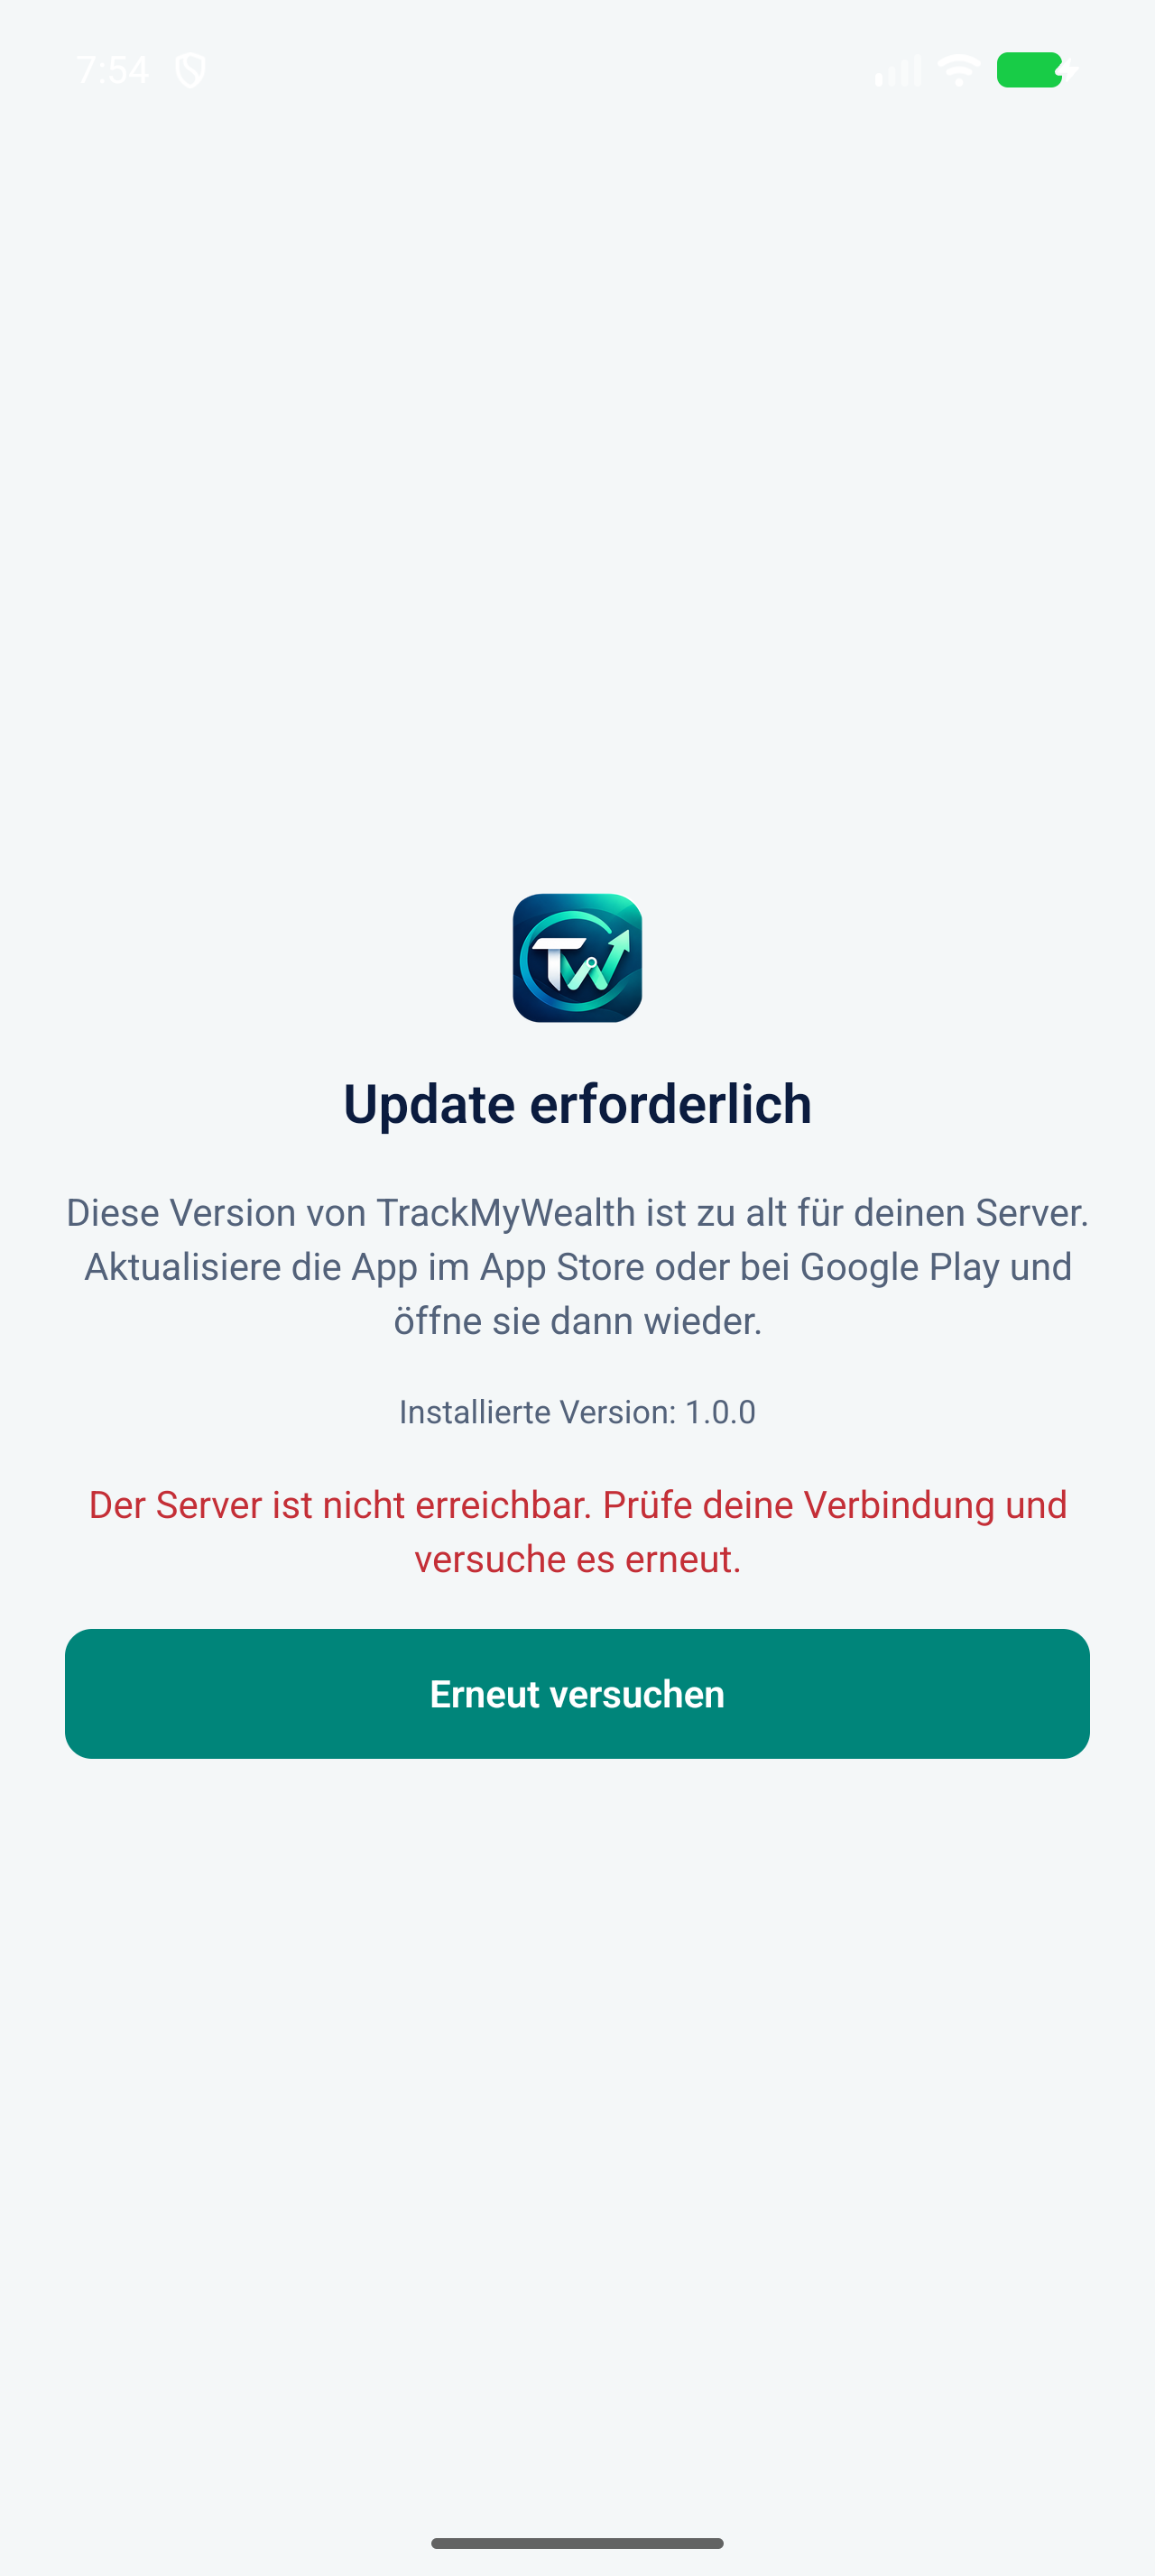 7:54
TW
Update erforderlich
Diese Version von TrackMyWealth ist zu alt für deinen Server.
Aktualisiere die App im App Store oder bei Google Play und
öffne sie dann wieder.
Installierte Version: 1.0.0
Der Server ist nicht erreichbar. Prüfe deine Verbindung und
versuche es erneut.
Erneut versuchen